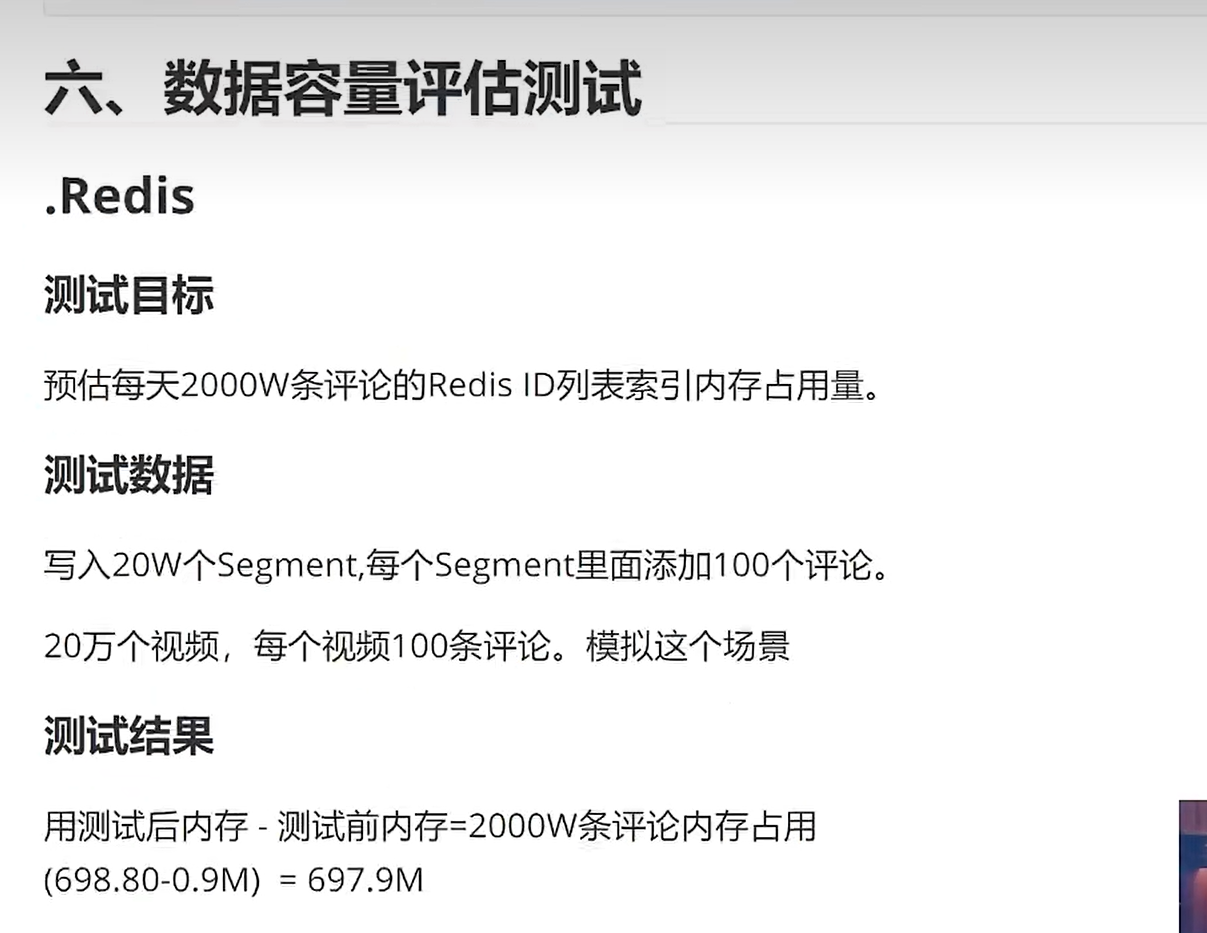 六、数据容量评估测试
.Redis
测试目标
预估每天2000W条评论的Redis ID列表索引内存占用量。
测试数据
写入20W个Segment,每个Segment里面添加100个评论。
20万个视频，每个视频100条评论。模拟这个场景
测试结果
用测试后内存 - 测试前内存=2000W条评论内存占用
(698.80-0.9M) = 697.9M